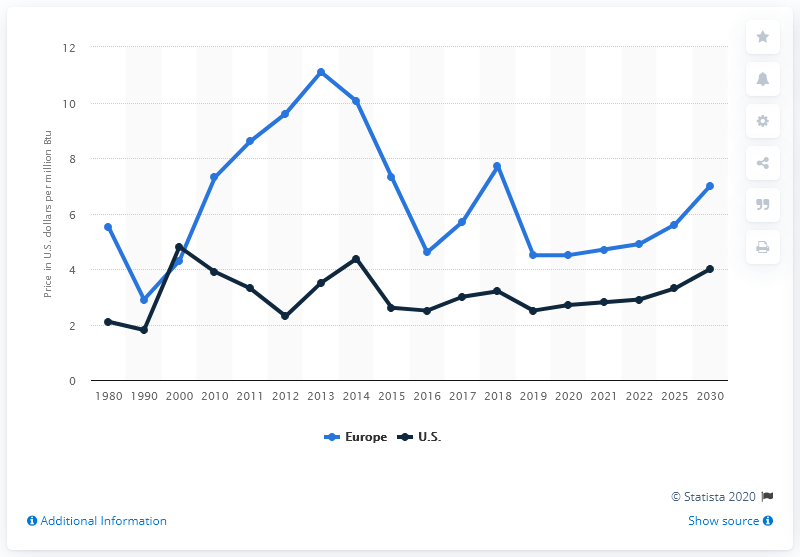 12
10
8
6
4
2
0
Price in U.S. dollars per million Btu
1980 1990 2000 2010 2011 2012 2013 2014 2015 2016 2017 2018 2019 2020 2021 2022 2025 2030
Europe U.S.
© Statista 2020
Additional Information Show source